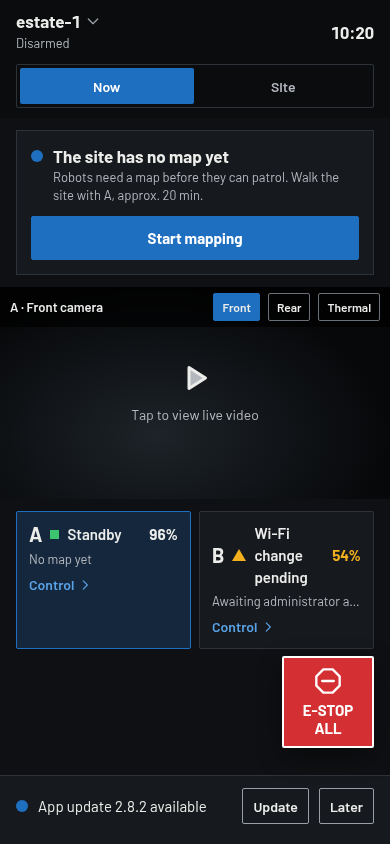 estate-1
Disarmed
10:20
Now
Site
The site has no map yet
Robots need a map before they can patrol. Walk the
site with A, approx. 20 min.
Start mapping
A · Front camera
Front
Rear
Thermal
Tap to view live video
A
Standby
96%
No map yet
Control
B
Wi-Fi
change
pending
54%
Awaiting administrator a...
Control
E-STOP
ALL
App update 2.8.2 available
Update
Later